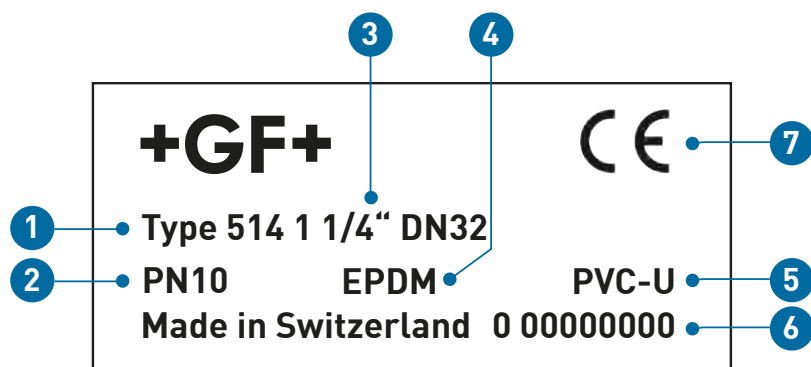 3 4
+GF+ CE 7
1 Type 514 1 1/4“ DN32
2 PN10 EPDM PVC-U 5
Made in Switzerland 0 00000000 6